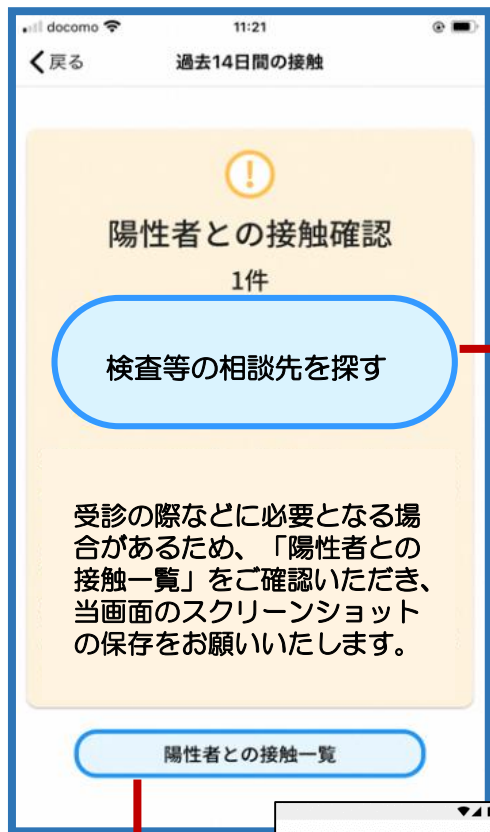 docomo 11:21
戻る 過去14日間の接触
陽性者との接触確認
1件
検査等の相談先を探す
受診の際などに必要となる場
合があるため、「陽性者との
接触一覧」をご確認いただき、
当画面のスクリーンショット
の保存をお願いいたします。
陽性者との接触一覧